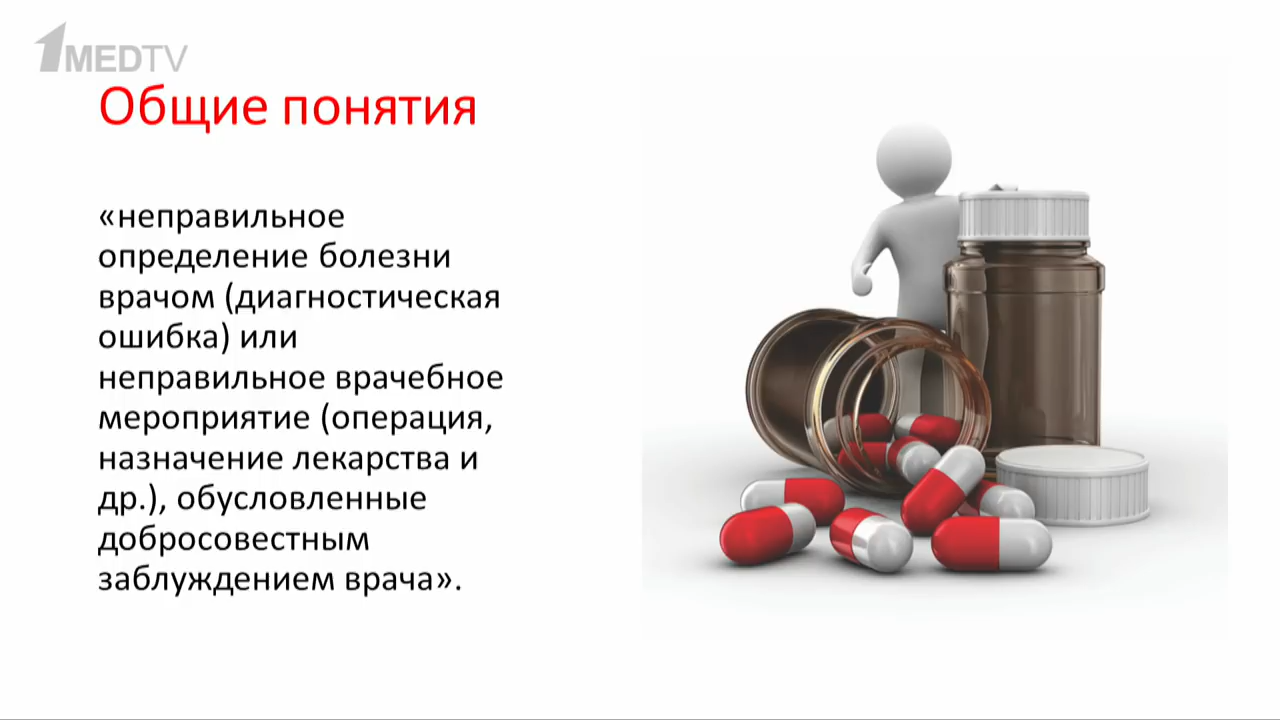 1MEDTV
Общие понятия
«неправильное
определение болезни
врачом (диагностическая
ошибка) или
неправильное врачебное
мероприятие (операция,
назначение лекарства и
др.), обусловленные
добросовестным
заблуждением врача».